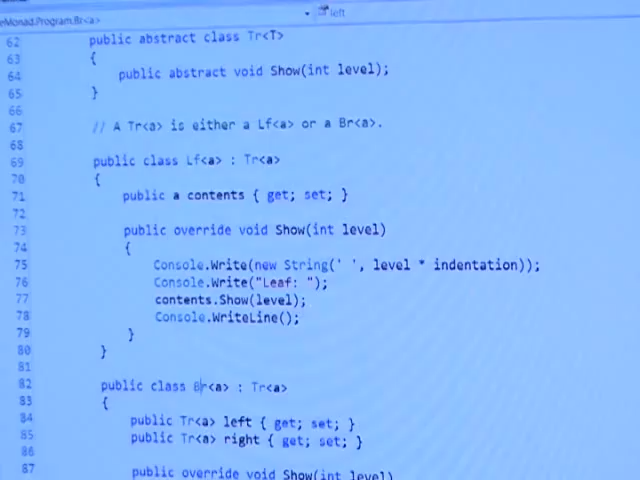 eMonad.Program.Br<a>
left
62 public abstract class Tr<T>
63 {
64 public abstract void Show(int level);
65 }
66
67 // A Tr<a> is either a Lf<a> or a Br<a>.
68
69 public class Lf<a> : Tr<a>
70 {
71 public a contents { get; set; }
72
73 public override void Show(int level)
74 {
75 Console.Write(new String(' ', level * indentation));
76 Console.Write("Leaf: ");
77 contents.Show(level);
78 Console.WriteLine();
79 }
80 }
81
82 public class Br<a> : Tr<a>
83 {
84 public Tr<a> left { get; set; }
85 public Tr<a> right { get; set; }
86
87 public override void Show(int level)